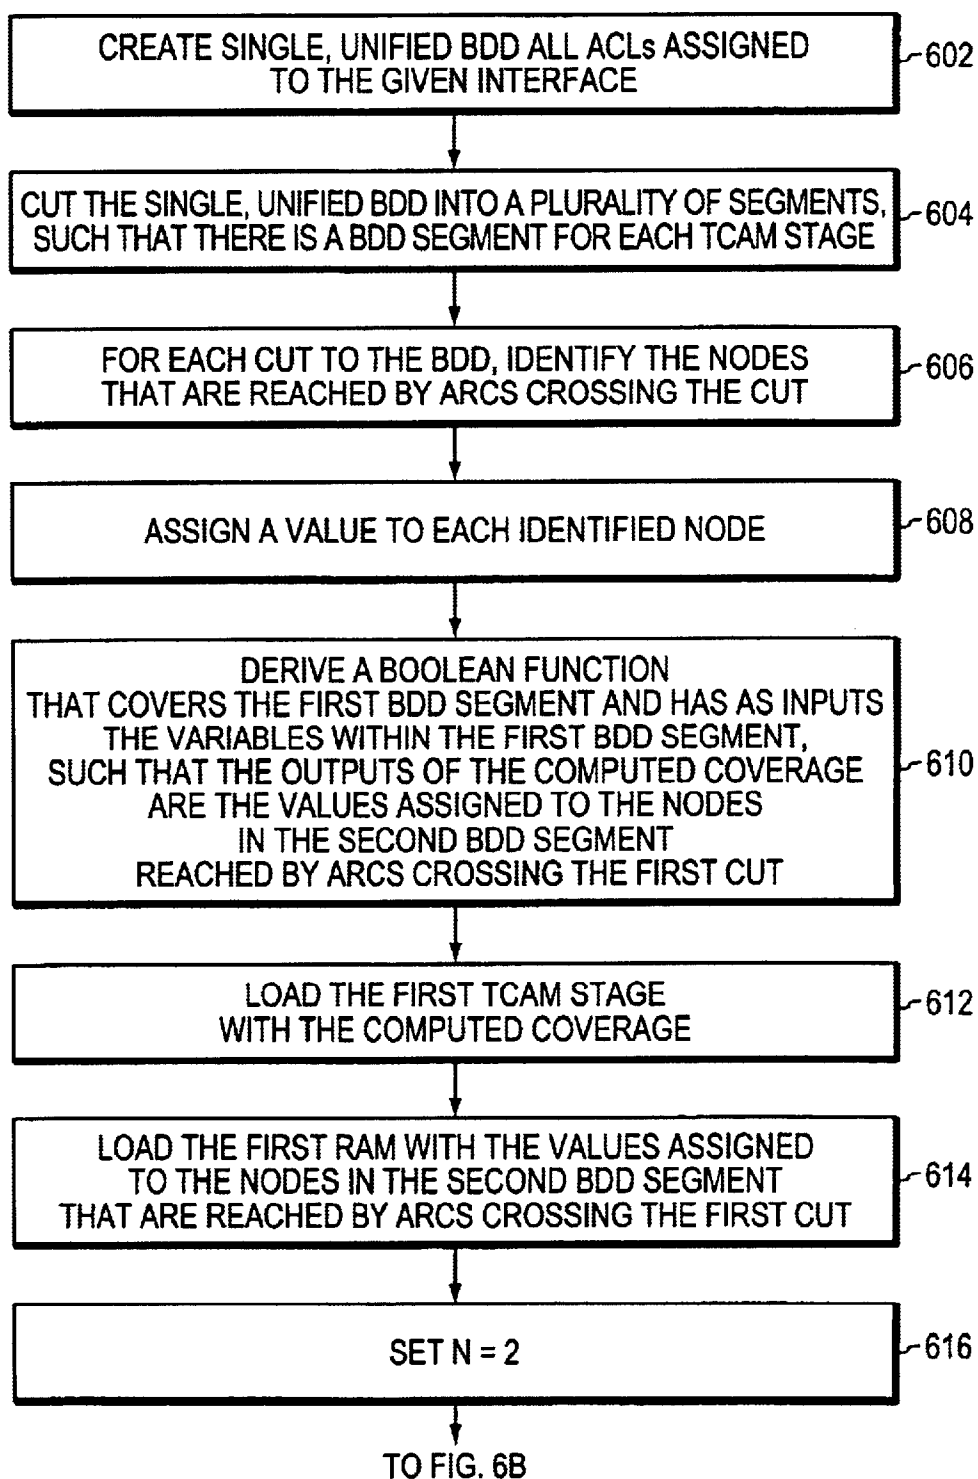 CREATE SINGLE, UNIFIED BDD ALL ACLs ASSIGNED
TO THE GIVEN INTERFACE
602
CUT THE SINGLE, UNIFIED BDD INTO A PLURALITY OF SEGMENTS,
SUCH THAT THERE IS A BDD SEGMENT FOR EACH TCAM STAGE
604
FOR EACH CUT TO THE BDD, IDENTIFY THE NODES
THAT ARE REACHED BY ARCS CROSSING THE CUT
606
ASSIGN A VALUE TO EACH IDENTIFIED NODE
608
DERIVE A BOOLEAN FUNCTION
THAT COVERS THE FIRST BDD SEGMENT AND HAS AS INPUTS
THE VARIABLES WITHIN THE FIRST BDD SEGMENT,
SUCH THAT THE OUTPUTS OF THE COMPUTED COVERAGE
ARE THE VALUES ASSIGNED TO THE NODES
IN THE SECOND BDD SEGMENT
REACHED BY ARCS CROSSING THE FIRST CUT
610
LOAD THE FIRST TCAM STAGE
WITH THE COMPUTED COVERAGE
612
LOAD THE FIRST RAM WITH THE VALUES ASSIGNED
TO THE NODES IN THE SECOND BDD SEGMENT
THAT ARE REACHED BY ARCS CROSSING THE FIRST CUT
614
SET N = 2
616
TO FIG. 6B